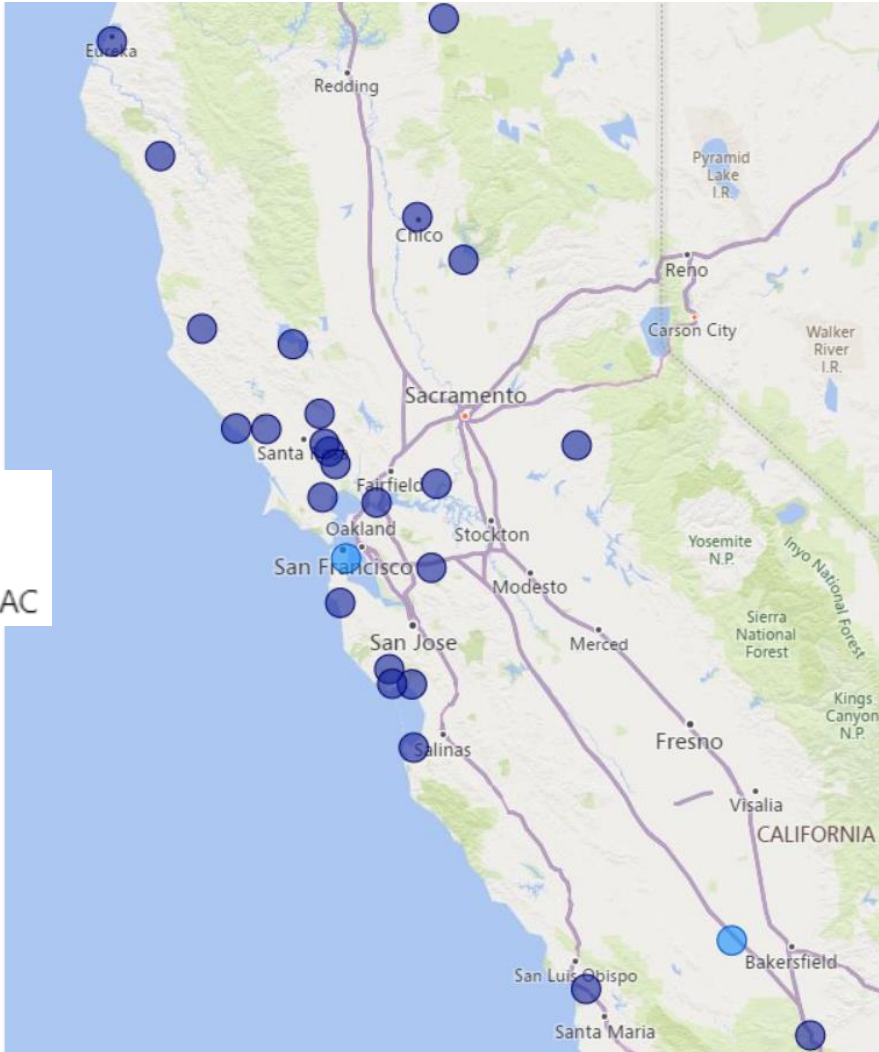 Eureka
Redding
Pyramid
Lake
I.R.
Chico
Reno
Carson City
Walker
River
I.R.
Sacramento
Santa
Fairfield
Oakland
Stockton
San Francisco
Yosemite
N.P.
Inyo National Forest
Modesto
AC
San Jose
Merced
Sierra
National
Forest
Kings
Canyon
N.P.
Salinas
Fresno
Visalia
CALIFORNIA
San Luis Obispo
Bakersfield
Santa Maria